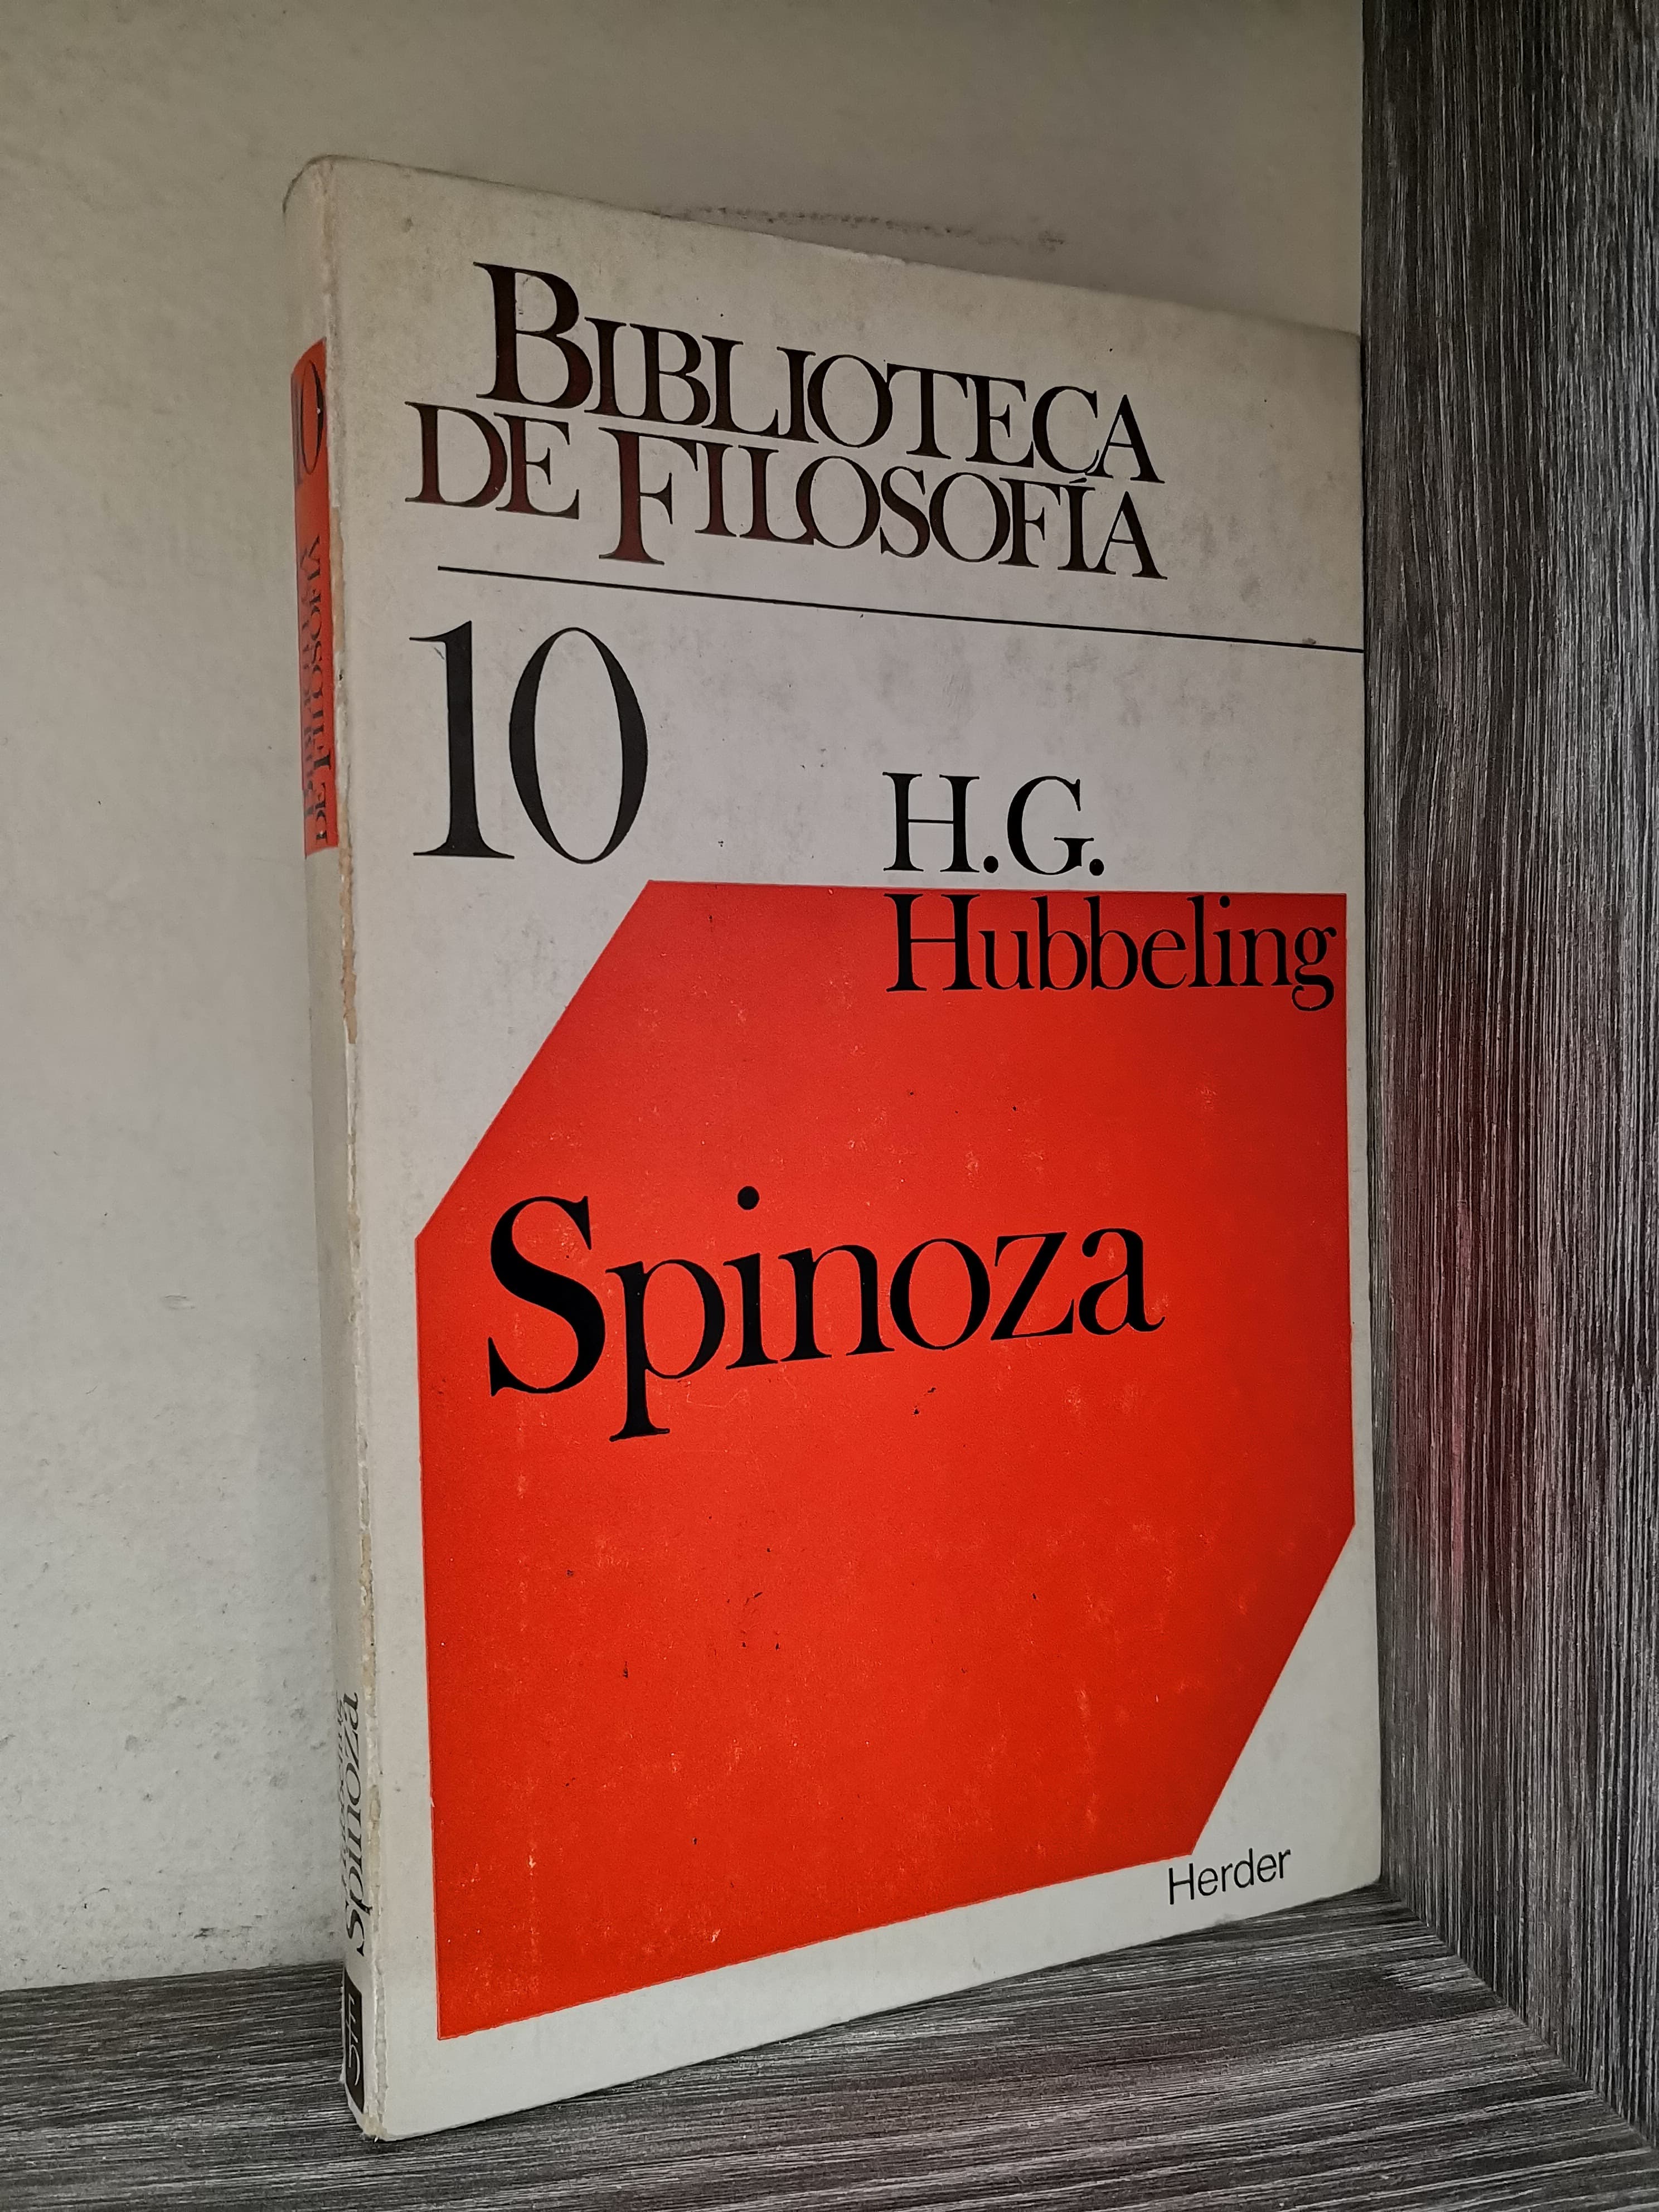 BIBLIOTECA
DE FILOSOFÍA
10
H.G.
Hubbeling
Spinoza
Herder
10
BIBLIOTECA
DE FILOSOFÍA
Spinoza